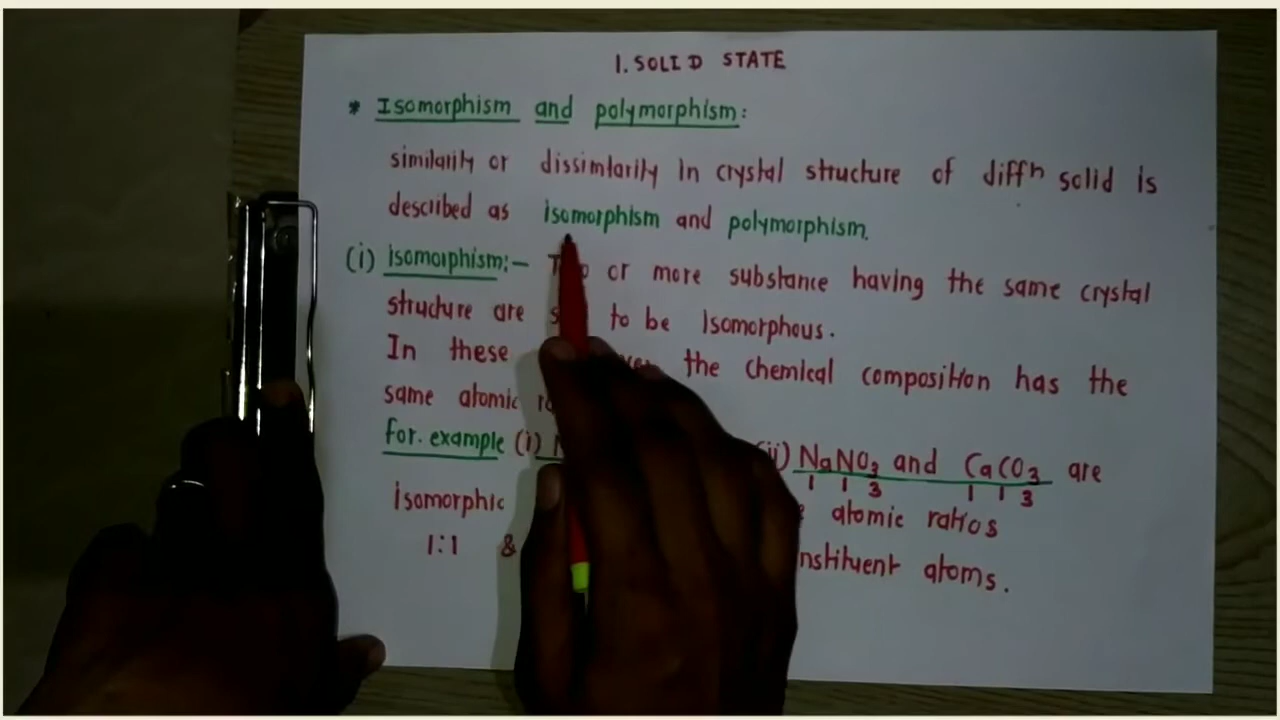 1. SOLID STATE
* Isomorphism and polymorphism:
similarity or dissimtarity in crystal structure of diffn solid is
described as isomorphism and polymorphism.
(i) isomorphism:- or more substance having the same crystal
structure are to be Isomorphous.
In these the chemical composition has the
same atomic
for. example (i) (ii) NaNO3 and CaCO3 are
1 1 3 1 1 3
isomorphic atomic ratios
1:1 & atoms.